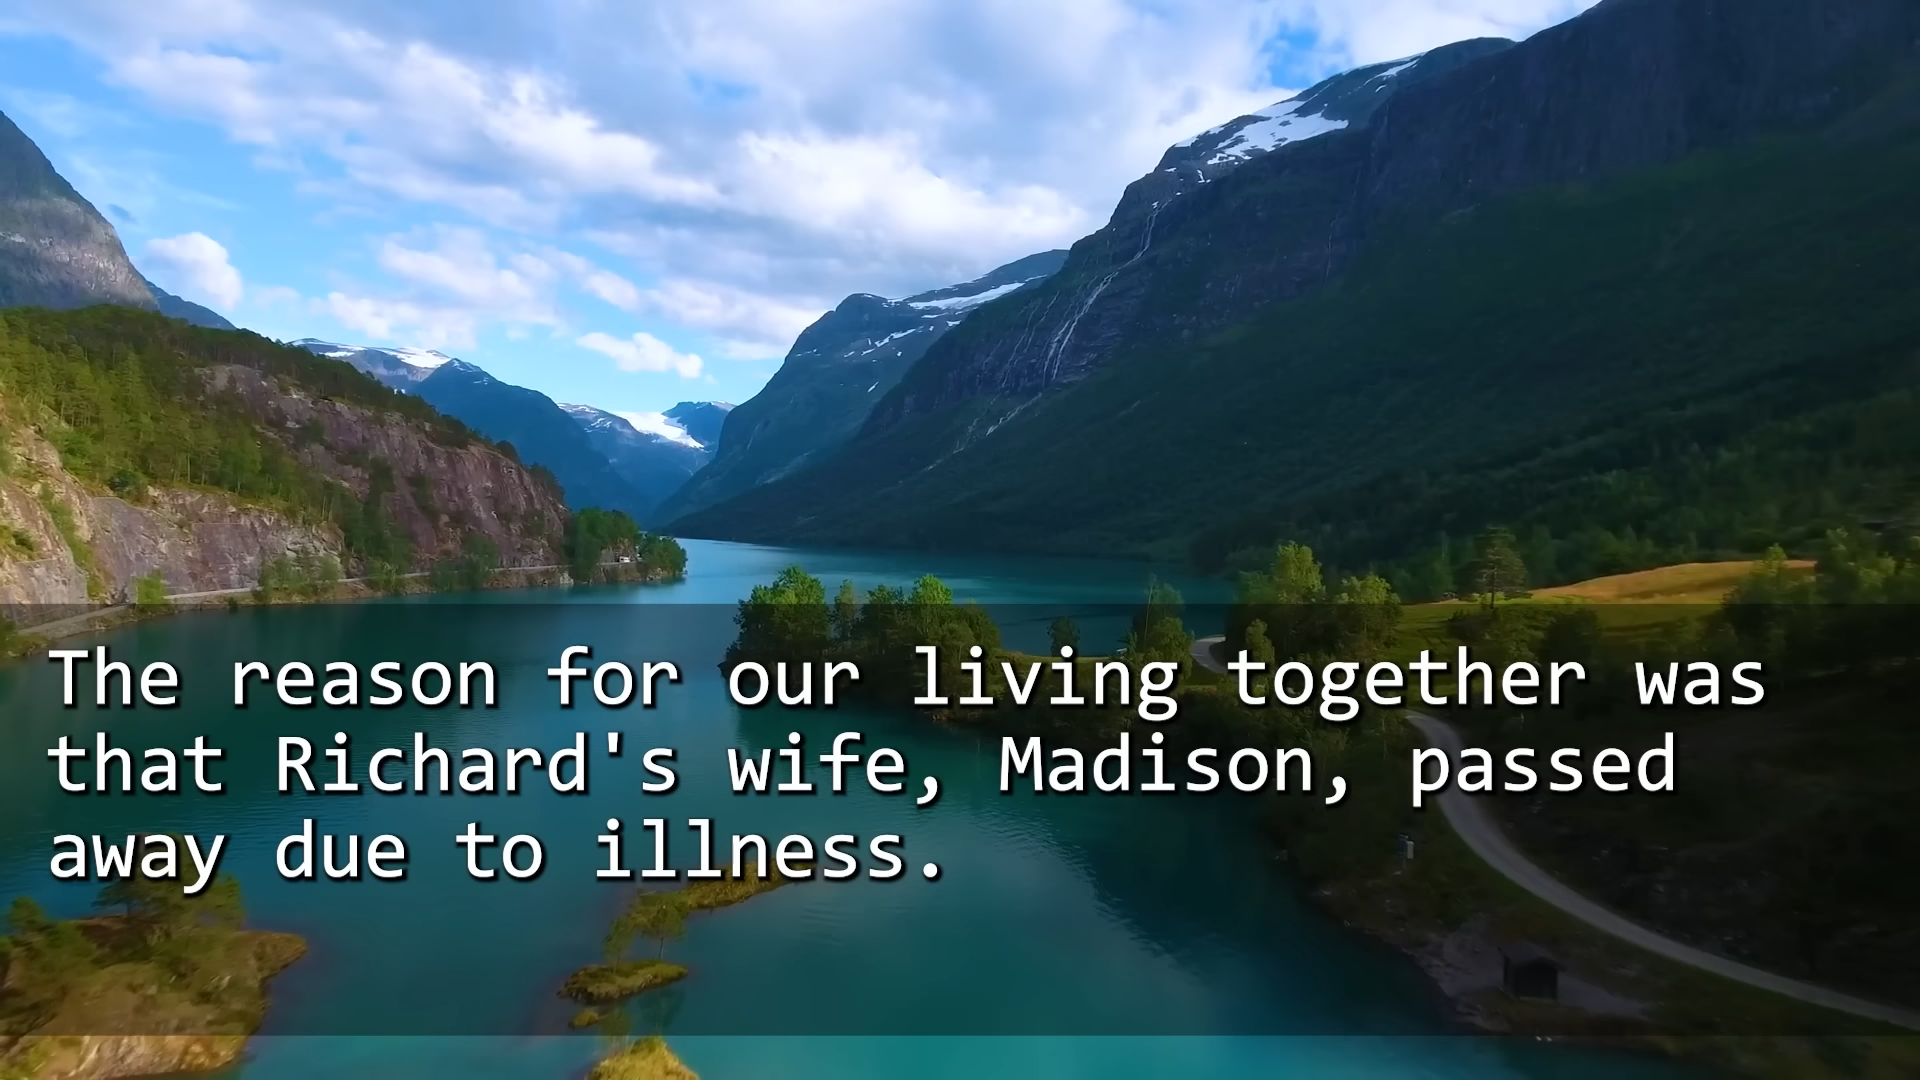 The reason for our living together was
that Richard's wife, Madison, passed
away due to illness.